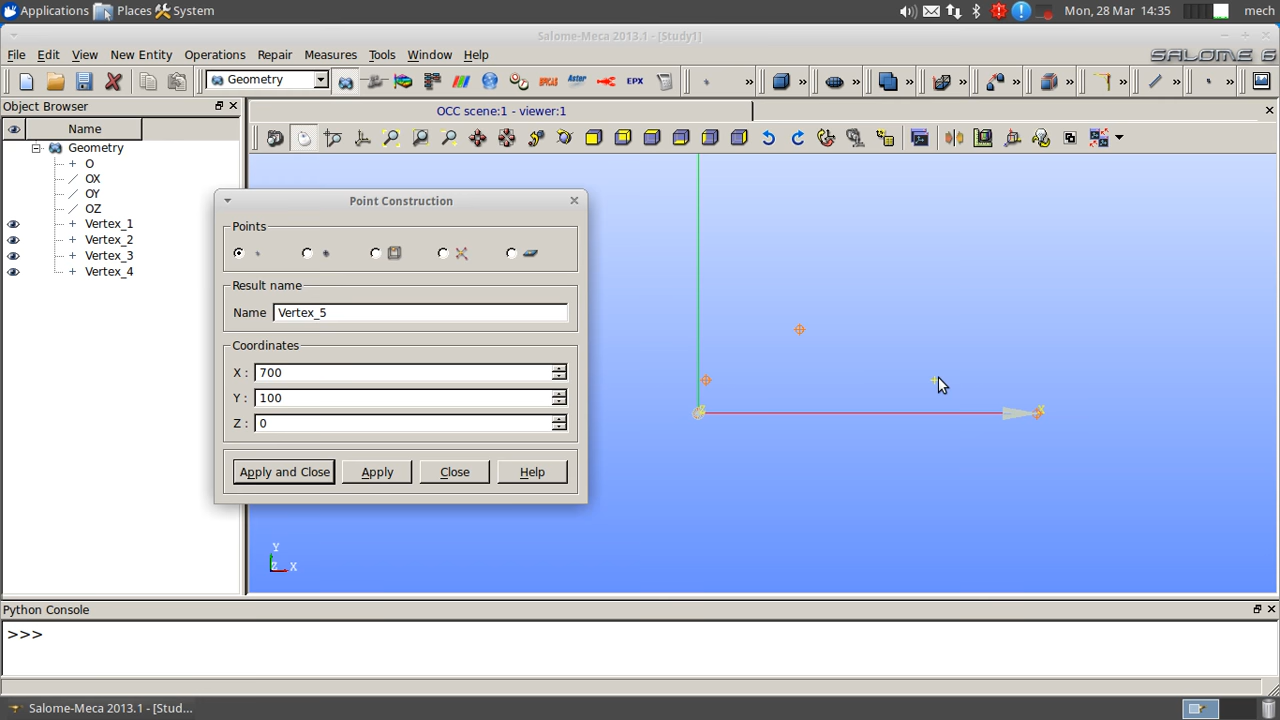 Applications Places System Mon, 28 Mar 14:35 mech
Salome-Meca 2013.1 - [Study1]
File Edit View New Entity Operations Repair Measures Tools Window Help
SALOME 6
Geometry EFICAS Aster EPX
Object Browser
OCC scene:1 - viewer:1
Name
Geometry
O
OX
OY
OZ
Vertex_1
Vertex_2
Vertex_3
Vertex_4
Point Construction
Points
Result name
Name Vertex_5
Coordinates
X : 700
Y : 100
Z : 0
Apply and Close Apply Close Help
X
Y
Z X
Python Console
>>>
Salome-Meca 2013.1 - [Stud...